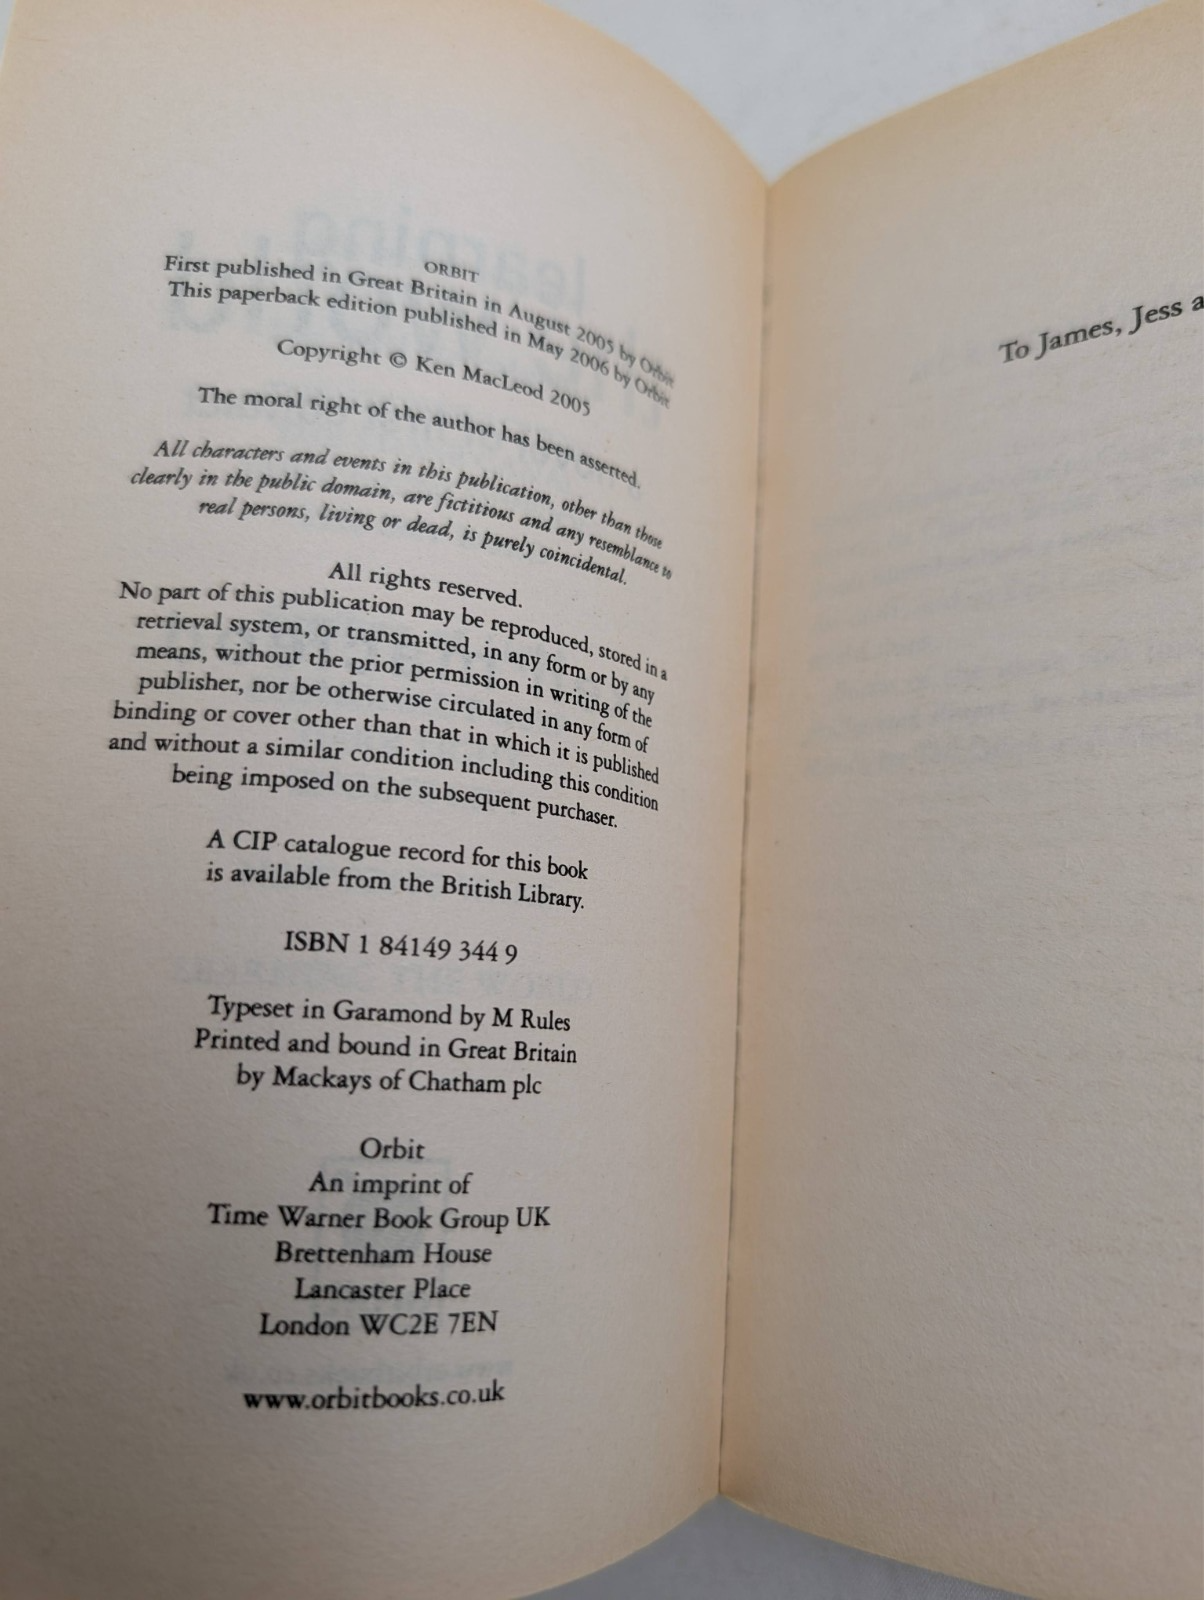 ORBIT
First published in Great Britain in August 2005 by Orbit
This paperback edition published in May 2006 by Orbit
Copyright © Ken MacLeod 2005
The moral right of the author has been asserted.
All characters and events in this publication, other than those
clearly in the public domain, are fictitious and any resemblance to
real persons, living or dead, is purely coincidental.
All rights reserved.
No part of this publication may be reproduced, stored in a
retrieval system, or transmitted, in any form or by any
means, without the prior permission in writing of the
publisher, nor be otherwise circulated in any form of
binding or cover other than that in which it is published
and without a similar condition including this condition
being imposed on the subsequent purchaser.
A CIP catalogue record for this book
is available from the British Library.
ISBN 1 84149 344 9
Typeset in Garamond by M Rules
Printed and bound in Great Britain
by Mackays of Chatham plc
Orbit
An imprint of
Time Warner Book Group UK
Brettenham House
Lancaster Place
London WC2E 7EN
www.orbitbooks.co.uk
To James, Jess a